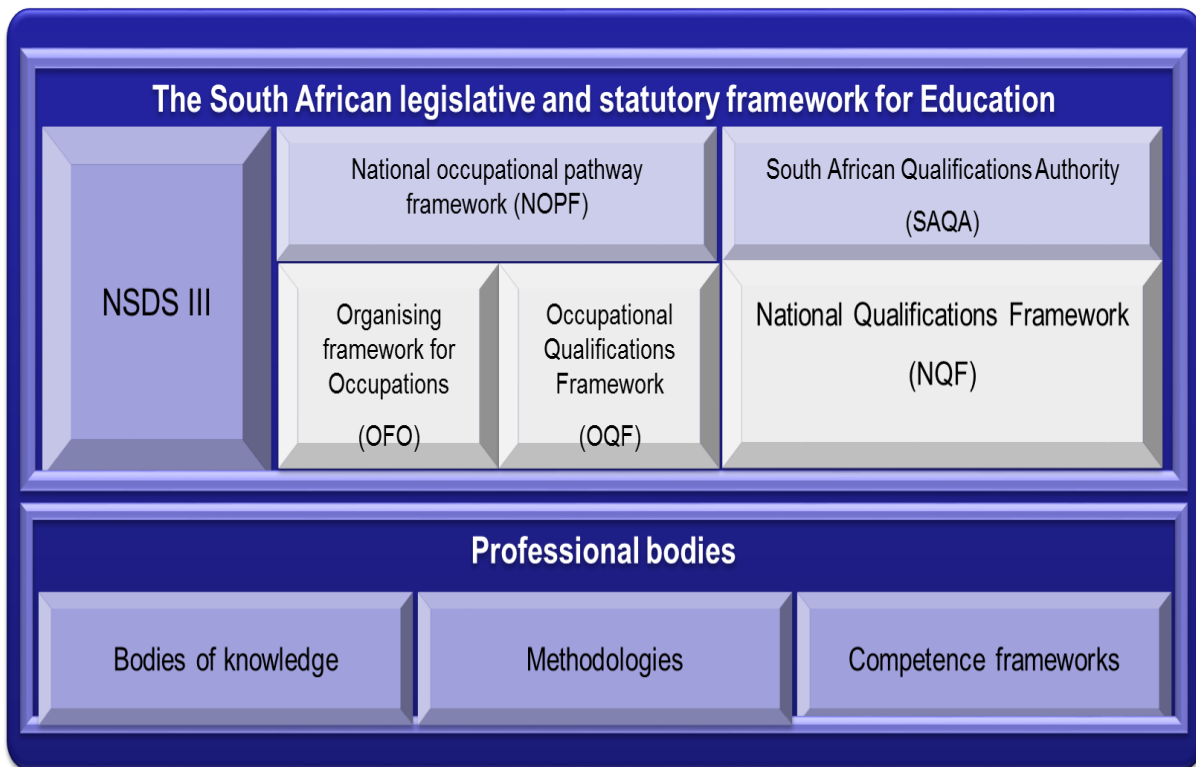 The South African legislative and statutory framework for Education
NSDS III
National occupational pathway
framework (NOPF)
South African Qualifications Authority
(SAQA)
Organising
framework for
Occupations
(OFO)
Occupational
Qualifications
Framework
(OQF)
National Qualifications Framework
(NQF)
Professional bodies
Bodies of knowledge
Methodologies
Competence frameworks